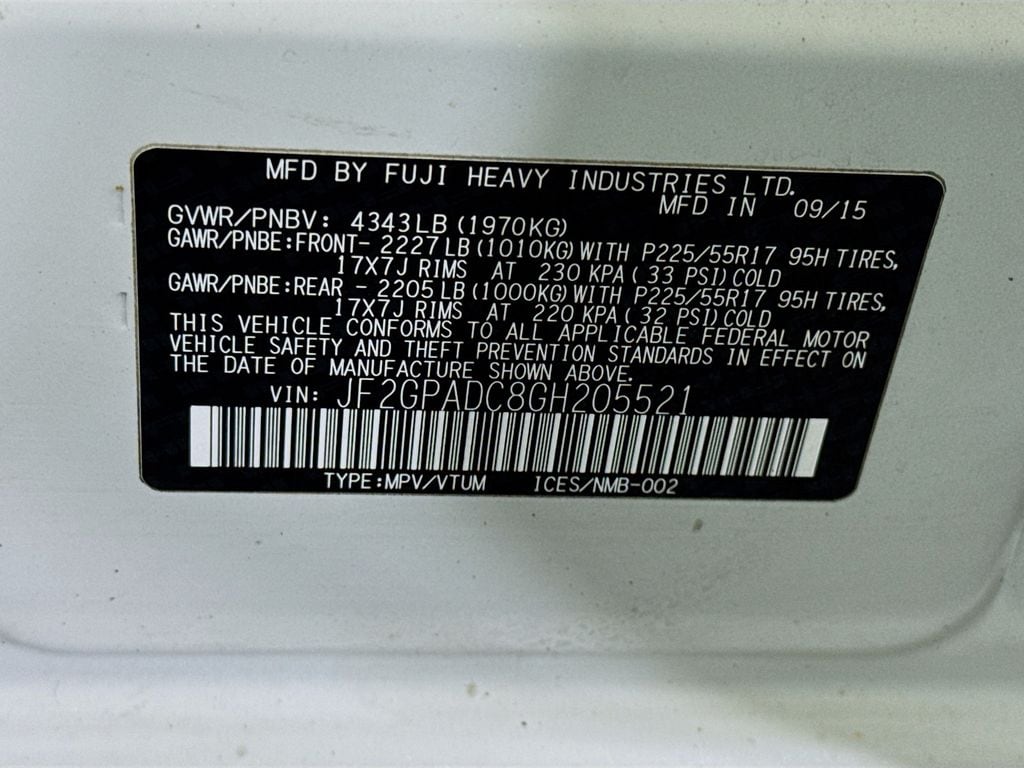 MFD BY FUJI HEAVY INDUSTRIES LTD.
MFD IN 09/15
GVWR/PNBV: 4343LB (1970KG)
GAWR/PNBE:FRONT- 2227LB (1010KG) WITH P225/55R17 95H TIRES,
17X7J RIMS AT 230 KPA ( 33 PSI) COLD
GAWR/PNBE:REAR - 2205LB (1000KG) WITH P225/55R17 95H TIRES,
17X7J RIMS AT 220 KPA ( 32 PSI) COLD
THIS VEHICLE CONFORMS TO ALL APPLICABLE FEDERAL MOTOR
VEHICLE SAFETY AND THEFT PREVENTION STANDARDS IN EFFECT ON
THE DATE OF MANUFACTURE SHOWN ABOVE.
VIN: JF2GPADC8GH205521
TYPE:MPV/VTUM ICES/NMB-002